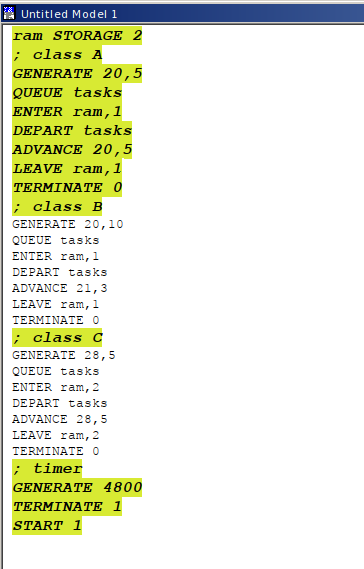 Untitled Model 1
ram STORAGE 2
; class A
GENERATE 20,5
QUEUE tasks
ENTER ram,1
DEPART tasks
ADVANCE 20,5
LEAVE ram,1
TERMINATE 0
; class B
GENERATE 20,10
QUEUE tasks
ENTER ram,1
DEPART tasks
ADVANCE 21,3
LEAVE ram,1
TERMINATE 0
; class C
GENERATE 28,5
QUEUE tasks
ENTER ram,2
DEPART tasks
ADVANCE 28,5
LEAVE ram,2
TERMINATE 0
; timer
GENERATE 4800
TERMINATE 1
START 1